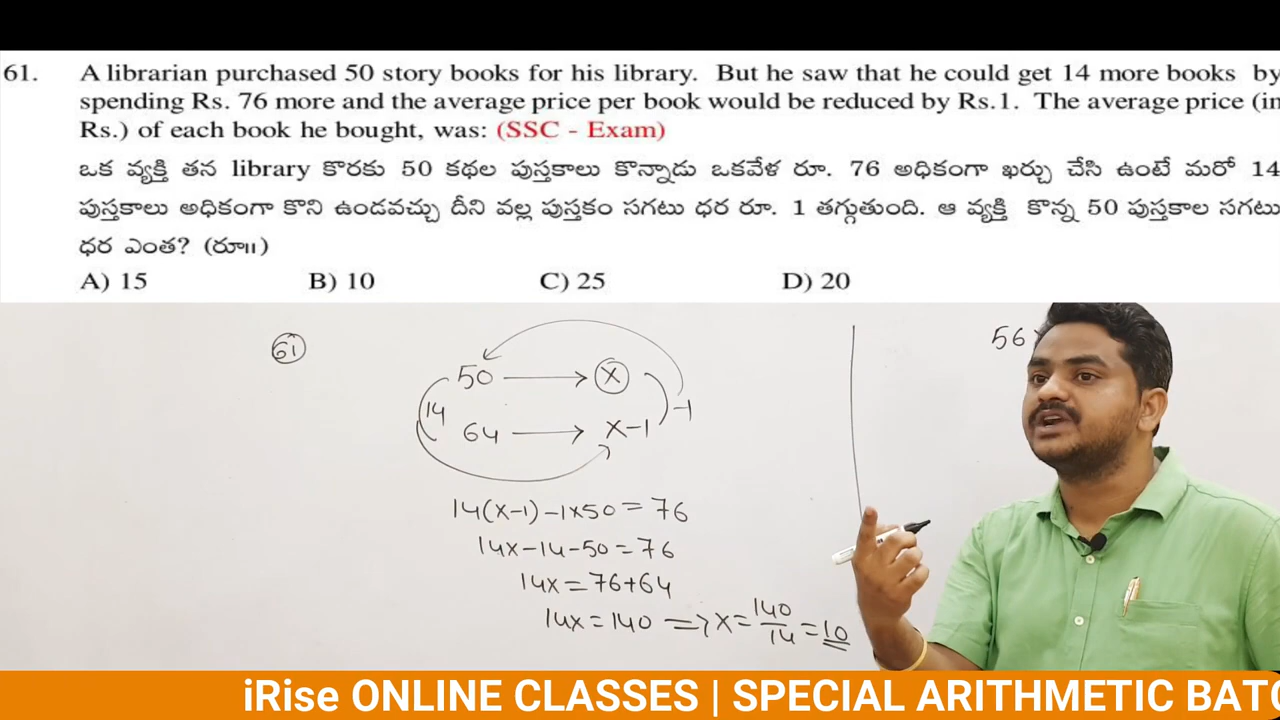 61. A librarian purchased 50 story books for his library. But he saw that he could get 14 more books by
spending Rs. 76 more and the average price per book would be reduced by Rs.1. The average price (in
Rs.) of each book he bought, was: (SSC - Exam)
ఒక వ్యక్తి తన library కొరకు 50 కథల పుస్తకాలు కొన్నాడు ఒకవేళ రూ. 76 అధికంగా ఖర్చు చేసి ఉంటే మరో 14
పుస్తకాలు అధికంగా కొని ఉండవచ్చు దీని వల్ల పుస్తకం సగటు ధర రూ. 1 తగ్గుతుంది. ఆ వ్యక్తి కొన్న 50 పుస్తకాల సగటు
ధర ఎంత? (రూ॥)
A) 15 B) 10 C) 25 D) 20
61
56
50 → x
14 -1
64 → x-1
14(x-1)-1x50=76
14x-14-50=76
14x=76+64
14x=140 ⇒ x=140/14=10
iRise ONLINE CLASSES | SPECIAL ARITHMETIC BATC